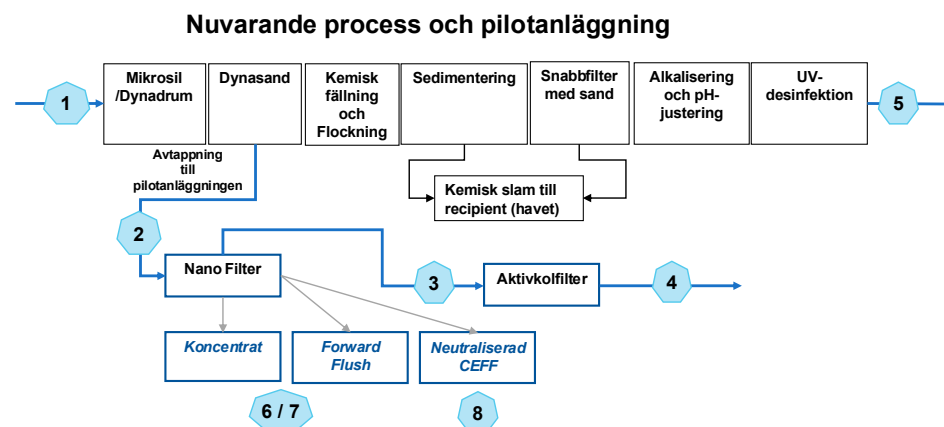 Nuvarande process och pilotanläggning
1
Mikrosil
/Dynadrum
Dynasand
Kemisk
fällning
och
Flockning
Sedimentering
Snabbfilter
med sand
Alkalisering
och pH-
justering
UV-
desinfektion
5
Avtappning
till
pilotanläggningen
Kemisk slam till
recipient (havet)
2
Nano Filter
3
Aktivkolfilter
4
Koncentrat
Forward
Flush
Neutraliserad
CEFF
6 / 7
8